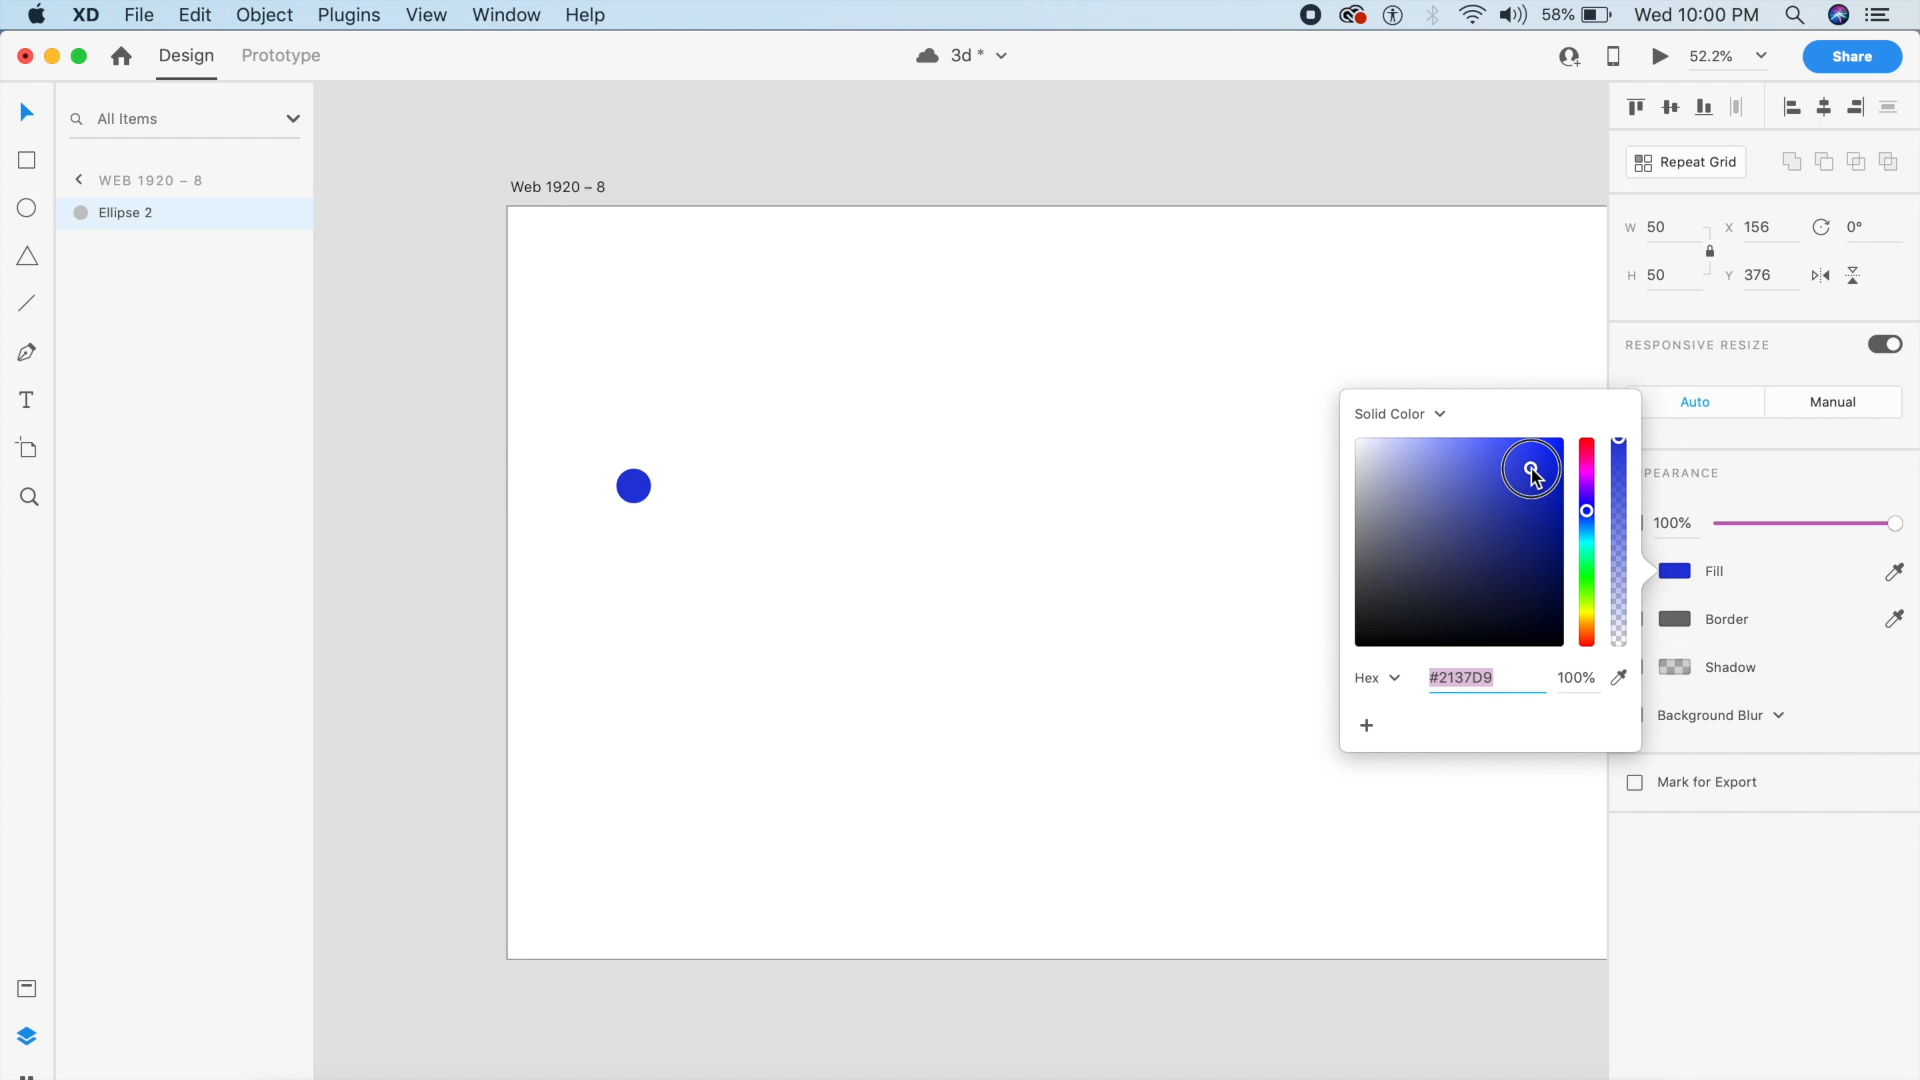 XD File Edit Object Plugins View Window Help 58% Wed 10:00 PM
Design Prototype 3d * 52.2% Share
All Items
WEB 1920 – 8
Ellipse 2
Web 1920 – 8
Repeat Grid
W 50 X 156 0°
H 50 Y 376
RESPONSIVE RESIZE
Auto Manual
Solid Color
PEARANCE
100%
Fill
Border
Shadow
Hex #2137D9 100%
Background Blur
Mark for Export